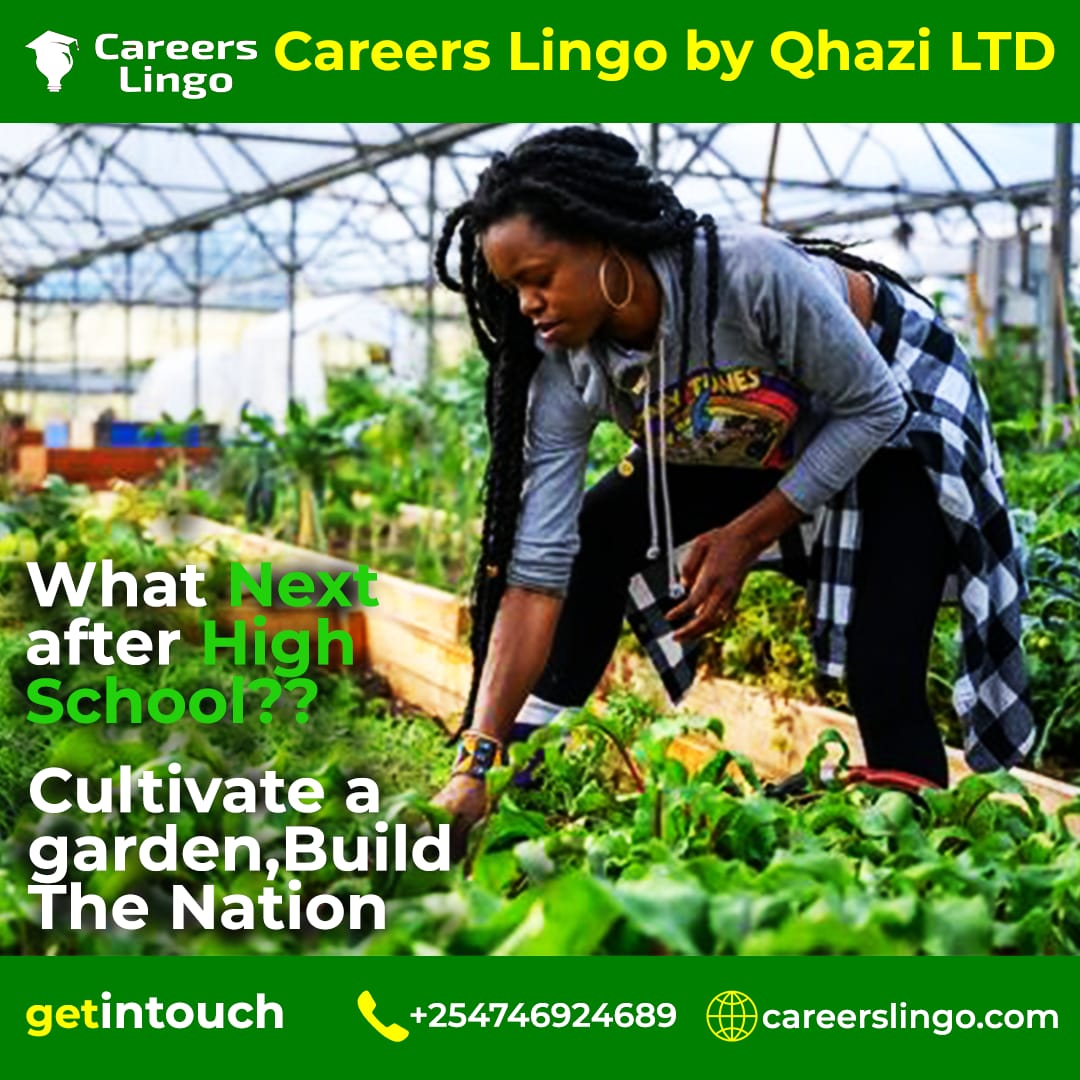 Careers
Lingo
Careers Lingo by Qhazi LTD
What Next
after High
School??
Cultivate a
garden,Build
The Nation
getintouch
+254746924689
careerslingo.com